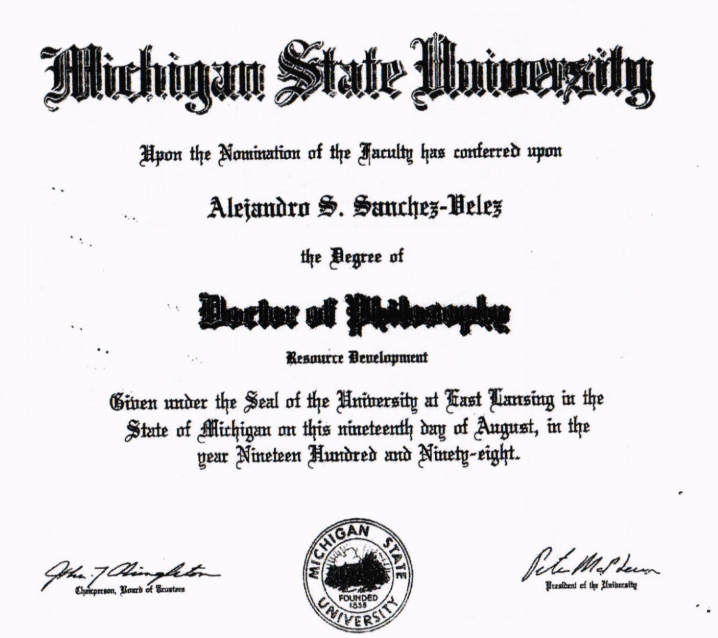 Michigan State University
Upon the Nomination of the Faculty has conferred upon
Alejandro S. Sanchez-Velez
the Degree of
Doctor of Philosophy
Resource Development
Given under the Seal of the University at East Lansing in the
State of Michigan on this nineteenth day of August, in the
year Nineteen Hundred and Ninety-eight.
Chairperson, Board of Trustees
MICHIGAN STATE UNIVERSITY
FOUNDED
1855
President of the University